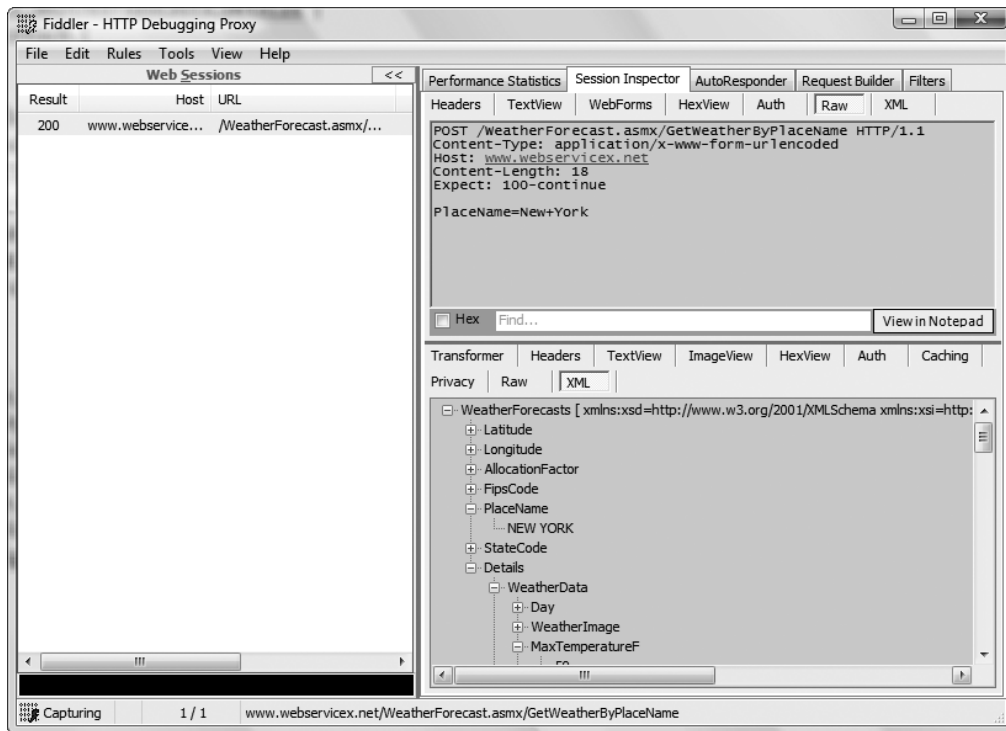 Fiddler - HTTP Debugging Proxy
File Edit Rules Tools View Help
Web Sessions <<
Result Host URL
200 www.webservice... /WeatherForecast.asmx/...
Performance Statistics Session Inspector AutoResponder Request Builder Filters
Headers TextView WebForms HexView Auth Raw XML
POST /WeatherForecast.asmx/GetWeatherByPlaceName HTTP/1.1
Content-Type: application/x-www-form-urlencoded
Host: www.webservicex.net
Content-Length: 18
Expect: 100-continue
PlaceName=New+York
Hex Find... View in Notepad
Transformer Headers TextView ImageView HexView Auth Caching
Privacy Raw XML
WeatherForecasts [ xmlns:xsd=http://www.w3.org/2001/XMLSchema xmlns:xsi=http:
Latitude
Longitude
AllocationFactor
FipsCode
PlaceName
NEW YORK
StateCode
Details
WeatherData
Day
WeatherImage
MaxTemperatureF
Capturing 1 / 1 www.webservicex.net/WeatherForecast.asmx/GetWeatherByPlaceName